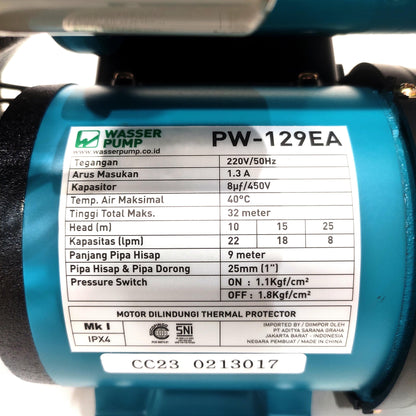 WASSER
PUMP
wasserpump.co.id
PW-129EA
Tegangan 220V/50Hz
Arus Masukan 1.3 A
Kapasitor 8µf/450V
Temp. Air Maksimal 40°C
Tinggi Total Maks. 32 meter
Head (m) 10 15 25
Kapasitas (lpm) 22 18 8
Panjang Pipa Hisap 9 meter
Pipa Hisap & Pipa Dorong 25mm (1")
Pressure Switch ON : 1.1Kgf/cm²
OFF : 1.8Kgf/cm²
MOTOR DILINDUNGI THERMAL PROTECTOR
Mk I
IPX4
SNI
IMPORTED BY / DIIMPOR OLEH
PT ADITYA SARANA GRAHA
JAKARTA BARAT - INDONESIA
NEGARA PEMBUAT / MADE IN CHINA
CC23 0213017